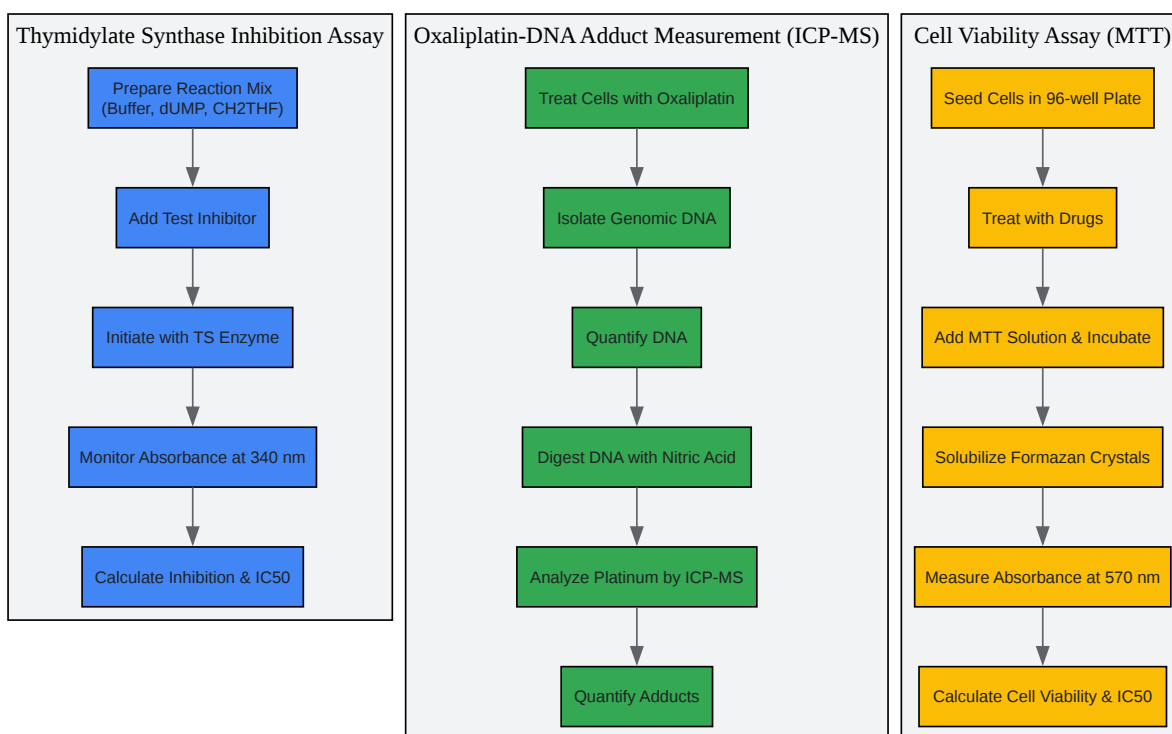 Thymidylate Synthase Inhibition Assay
Prepare Reaction Mix
(Buffer, dUMP, CH2THF)
Add Test Inhibitor
Initiate with TS Enzyme
Monitor Absorbance at 340 nm
Calculate Inhibition & IC50
Oxaliplatin-DNA Adduct Measurement (ICP-MS)
Treat Cells with Oxaliplatin
Isolate Genomic DNA
Quantify DNA
Digest DNA with Nitric Acid
Analyze Platinum by ICP-MS
Quantify Adducts
Cell Viability Assay (MTT)
Seed Cells in 96-well Plate
Treat with Drugs
Add MTT Solution & Incubate
Solubilize Formazan Crystals
Measure Absorbance at 570 nm
Calculate Cell Viability & IC50